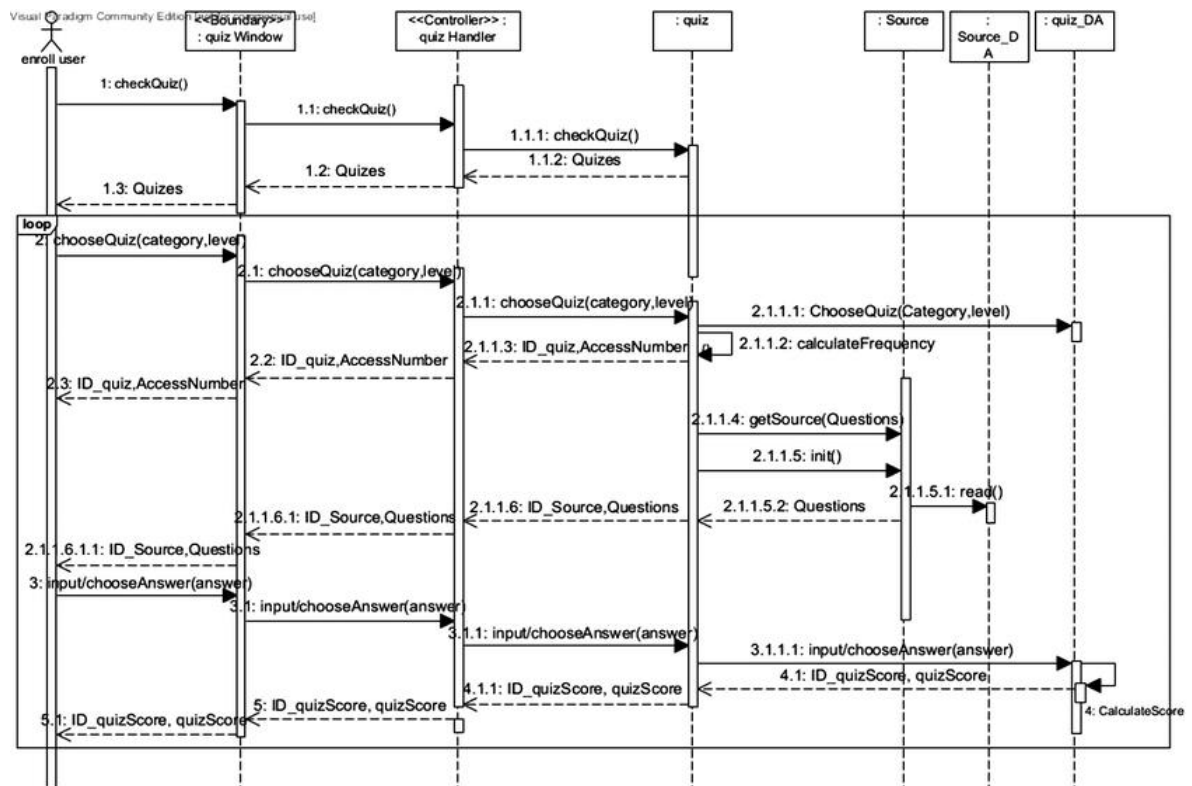 Visual Paradigm Community Edition [not for commercial use]
enroll user
<<Boundary>>
: quiz Window
<<Controller>> :
quiz Handler
: quiz
: Source
:
Source_D
A
: quiz_DA
1: checkQuiz()
1.1: checkQuiz()
1.1.1: checkQuiz()
1.1.2: Quizes
1.2: Quizes
1.3: Quizes
loop
2: chooseQuiz(category,level)
2.1: chooseQuiz(category,level)
2.1.1: chooseQuiz(category,level)
2.1.1.1: ChooseQuiz(Category,level)
2.1.1.2: calculateFrequency
()
2.1.1.3: ID_quiz,AccessNumber
2.2: ID_quiz,AccessNumber
2.3: ID_quiz,AccessNumber
2.1.1.4: getSource(Questions)
2.1.1.5: init()
2.1.1.5.1: read()
2.1.1.5.2: Questions
2.1.1.6: ID_Source,Questions
2.1.1.6.1: ID_Source,Questions
2.1.1.6.1.1: ID_Source,Questions
3: input/chooseAnswer(answer)
3.1: input/chooseAnswer(answer)
3.1.1: input/chooseAnswer(answer)
3.1.1.1: input/chooseAnswer(answer)
4.1: ID_quizScore, quizScore
4: CalculateScore
4.1.1: ID_quizScore, quizScore
5: ID_quizScore, quizScore
5.1: ID_quizScore, quizScore